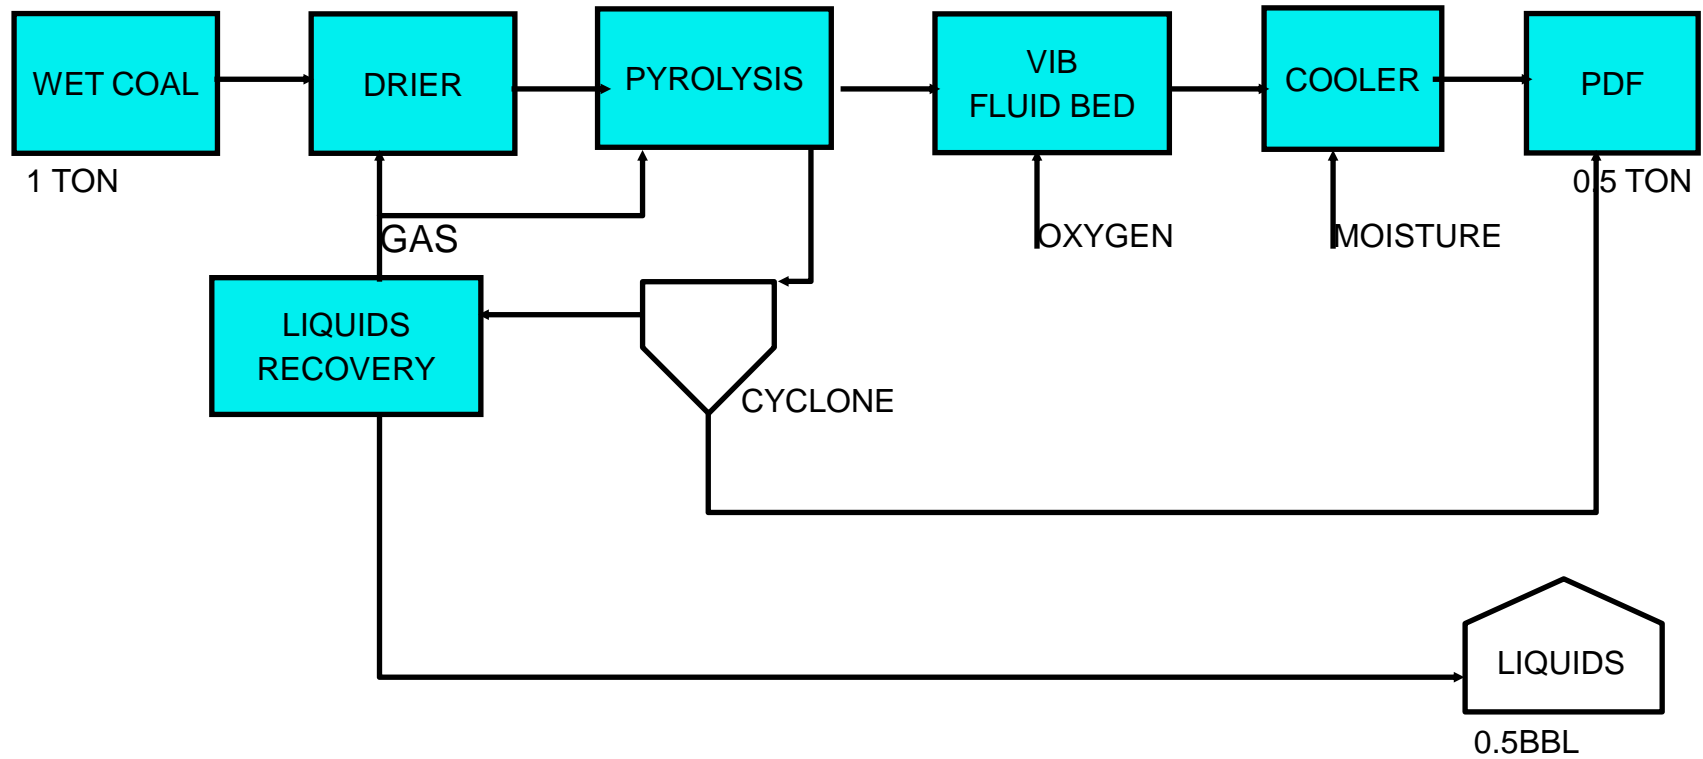 WET COAL
DRIER
PYROLYSIS
VIB
FLUID BED
COOLER
PDF
1 TON
0.5 TON
GAS
OXYGEN
MOISTURE
LIQUIDS
RECOVERY
CYCLONE
LIQUIDS
0.5BBL